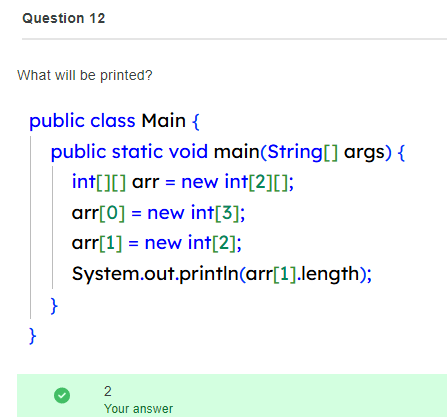 Question 12
What will be printed?
public class Main {
public static void main(String[] args) {
int[][] arr = new int[2][];
arr[0] = new int[3];
arr[1] = new int[2];
System.out.println(arr[1].length);
}
}
2
Your answer